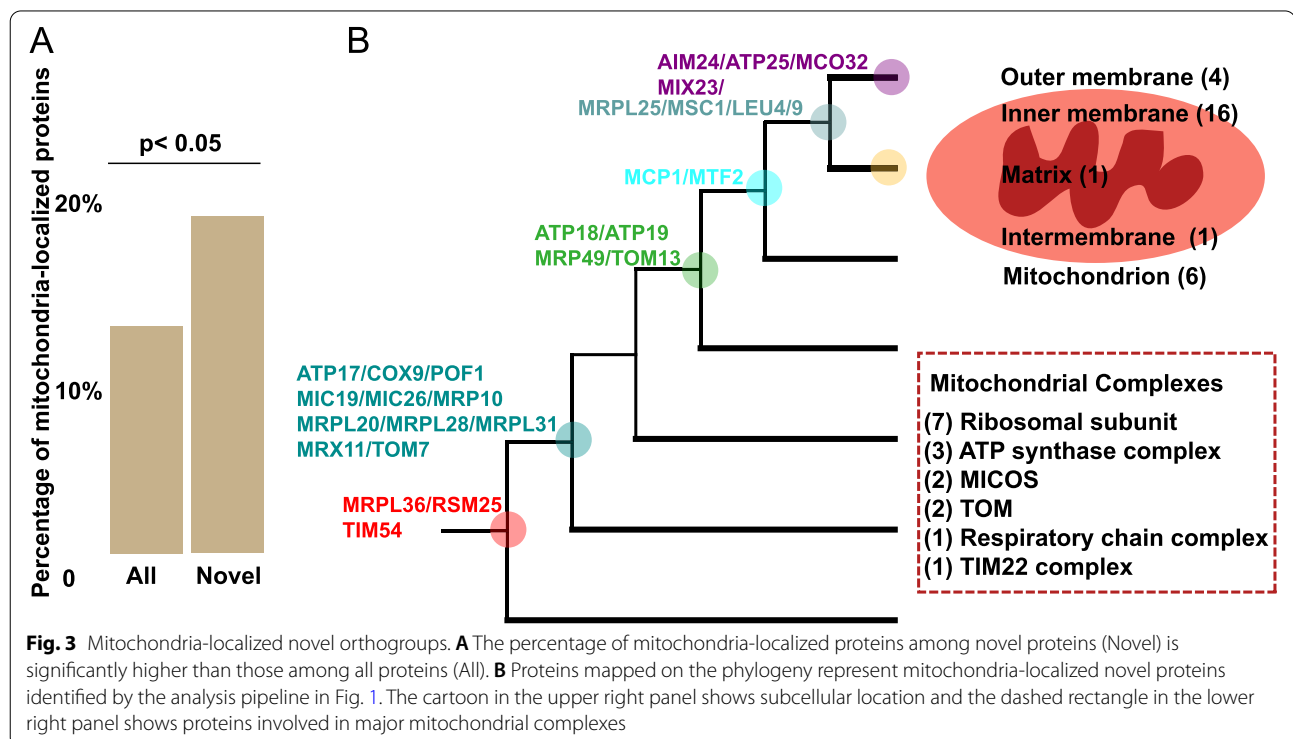 A
B
Percentage of mitochondria-localized proteins
p< 0.05
20%
10%
0
All Novel
AIM24/ATP25/MCO32
MIX23/
MRPL25/MSC1/LEU4/9
MCP1/MTF2
ATP18/ATP19
MRP49/TOM13
ATP17/COX9/POF1
MIC19/MIC26/MRP10
MRPL20/MRPL28/MRPL31
MRX11/TOM7
MRPL36/RSM25
TIM54
Outer membrane (4)
Inner membrane (16)
Matrix (1)
Intermembrane (1)
Mitochondrion (6)
Mitochondrial Complexes
(7) Ribosomal subunit
(3) ATP synthase complex
(2) MICOS
(2) TOM
(1) Respiratory chain complex
(1) TIM22 complex
Fig. 3 Mitochondria-localized novel orthogroups. A The percentage of mitochondria-localized proteins among novel proteins (Novel) is
significantly higher than those among all proteins (All). B Proteins mapped on the phylogeny represent mitochondria-localized novel proteins
identified by the analysis pipeline in Fig. 1. The cartoon in the upper right panel shows subcellular location and the dashed rectangle in the lower
right panel shows proteins involved in major mitochondrial complexes